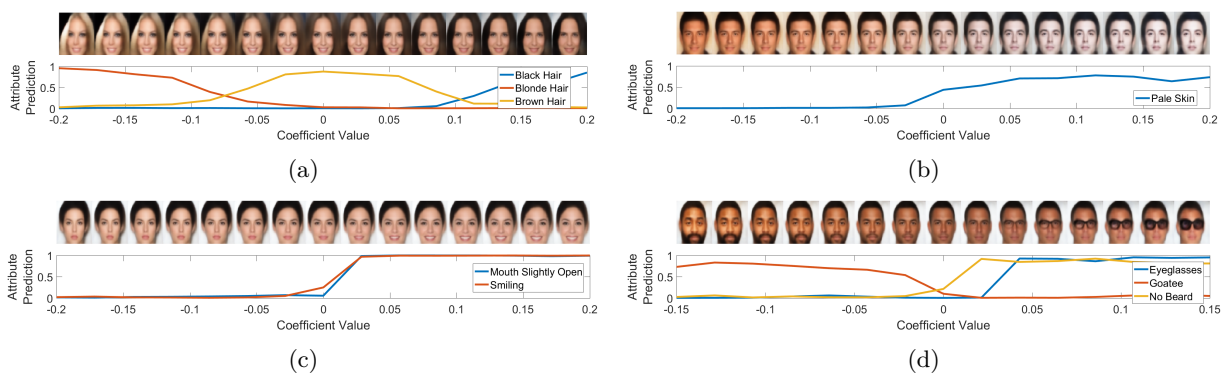 Attribute
Prediction
1
0.5
0
Black Hair
Blonde Hair
Brown Hair
-0.2 -0.15 -0.1 -0.05 0 0.05 0.1 0.15 0.2
Coefficient Value
(a)
Attribute
Prediction
1
0.5
0
Pale Skin
-0.2 -0.15 -0.1 -0.05 0 0.05 0.1 0.15 0.2
Coefficient Value
(b)
Attribute
Prediction
1
0.5
0
Mouth Slightly Open
Smiling
-0.2 -0.15 -0.1 -0.05 0 0.05 0.1 0.15 0.2
Coefficient Value
(c)
Attribute
Prediction
1
0.5
0
Eyeglasses
Goatee
No Beard
-0.15 -0.1 -0.05 0 0.05 0.1 0.15
Coefficient Value
(d)